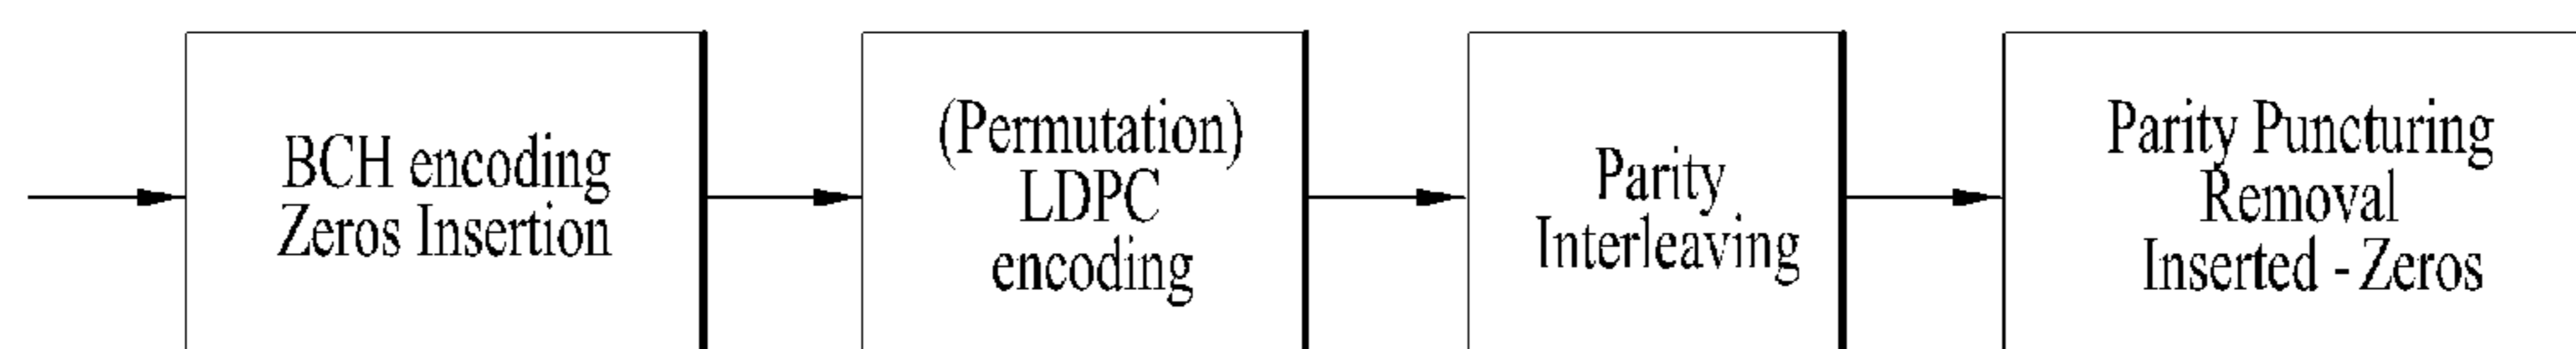 BCH encoding
Zeros Insertion
(Permutation)
LDPC
encoding
Parity
Interleaving
Parity Puncturing
Removal
Inserted - Zeros